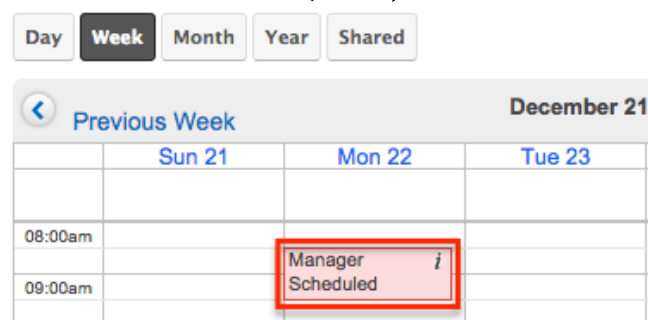 Day Week Month Year Shared
Previous Week December 21
Sun 21 Mon 22 Tue 23
08:00am
Manager i
Scheduled
09:00am